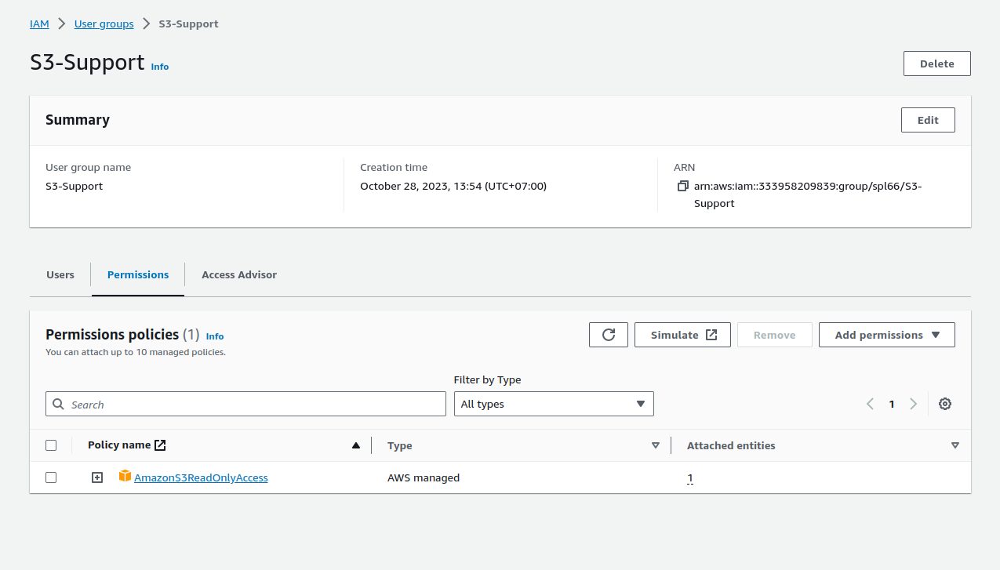 IAM > User groups > S3-Support
S3-Support Info
Delete
Summary
Edit
User group name
S3-Support
Creation time
October 28, 2023, 13:54 (UTC+07:00)
ARN
arn:aws:iam::333958209839:group/spl66/S3-
Support
Users
Permissions
Access Advisor
Permissions policies (1) Info
You can attach up to 10 managed policies.
Simulate
Remove
Add permissions
Filter by Type
Search
All types
1
Policy name
Type
Attached entities
AmazonS3ReadOnlyAccess
AWS managed
1